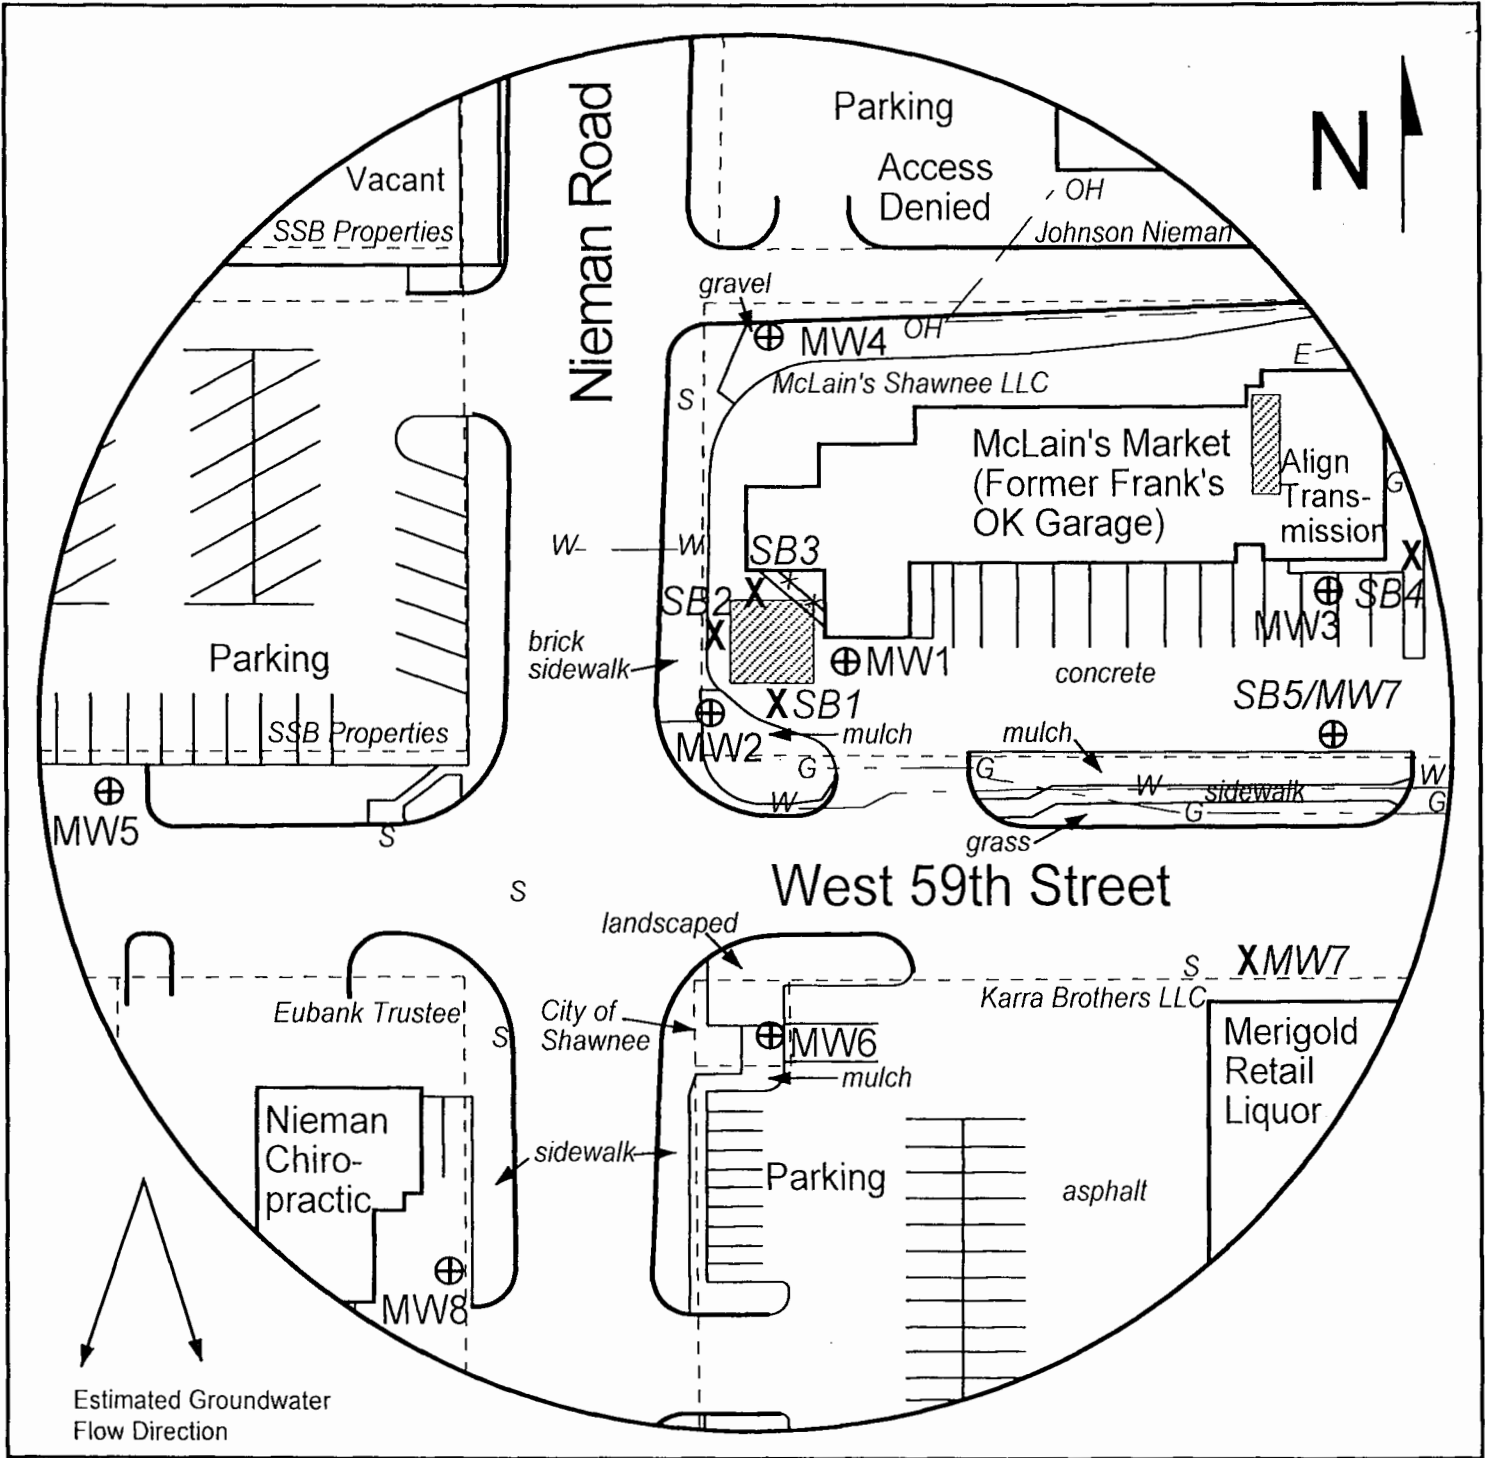 Parking
Nieman Road
N
Vacant
Access
Denied
OH
SSB Properties
Johnson Nieman
gravel
OH
MW4
E
McLain's Shawnee LLC
S
McLain's Market
(Former Frank's
OK Garage)
Align
Trans-
mission
G
W
W
SB3
SB2
SB4
MW3
brick
sidewalk
Parking
MW1
concrete
SB1
SB5/MW7
SSB Properties
mulch
mulch
MW2
G
G
W
W
sidewalk
W
G
G
MW5
S
grass
West 59th Street
S
landscaped
S
MW7
Eubank Trustee
City of
Shawnee
Karra Brothers LLC
S
MW6
Merigold
Retail
Liquor
mulch
Nieman
Chiro-
practic
sidewalk
Parking
asphalt
MW8
Estimated Groundwater
Flow Direction
X
X
X
X
X